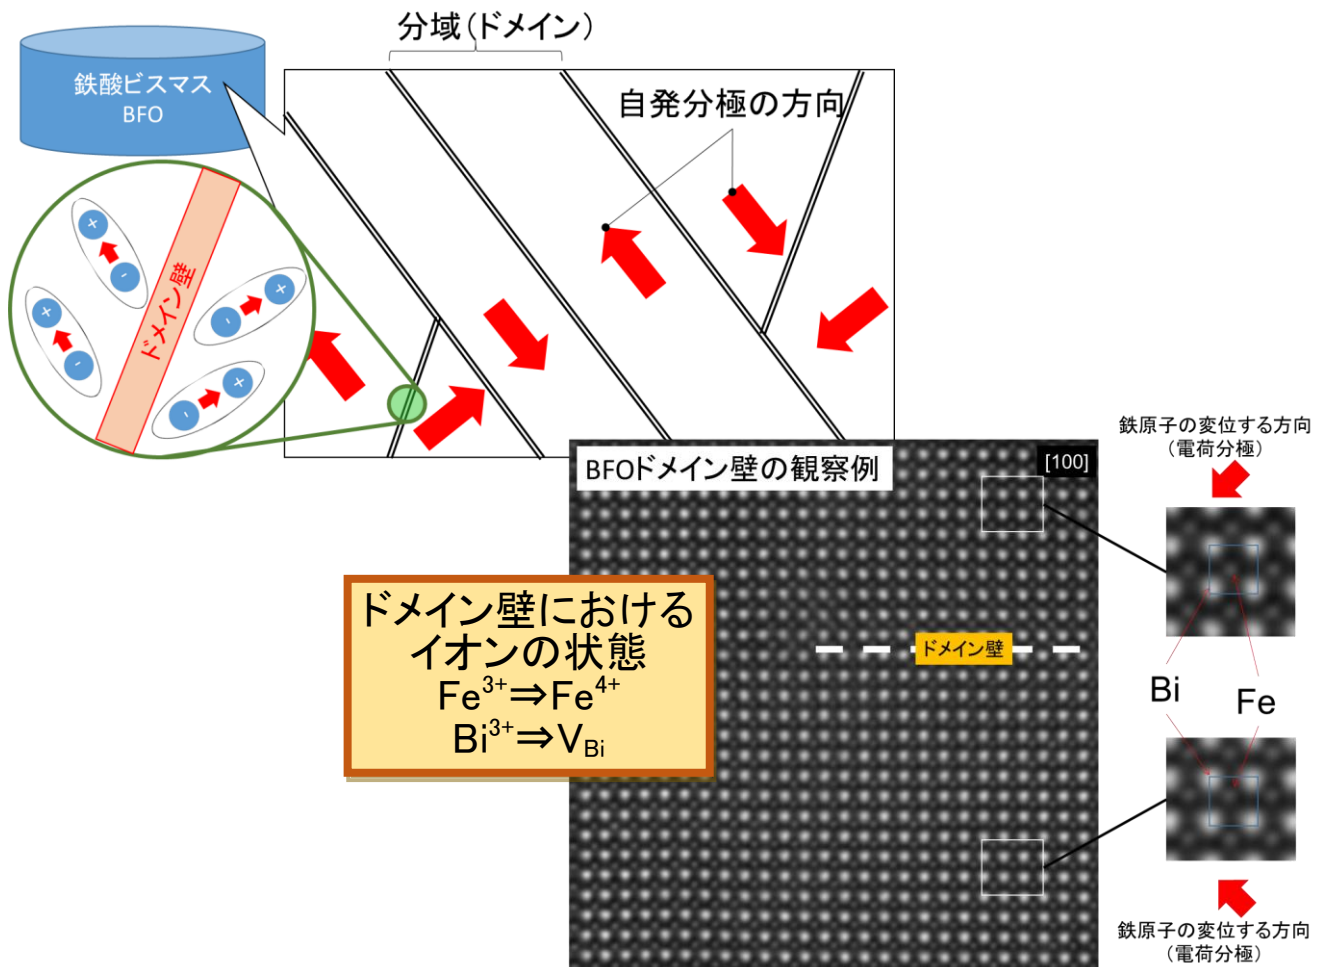 分域(ドメイン)
鉄酸ビスマス
BFO
自発分極の方向
ドメイン壁
+
-
+
-
+
-
+
-
BFOドメイン壁の観察例
[100]
鉄原子の変位する方向
(電荷分極)
ドメイン壁における
イオンの状態
Fe³⁺⇒Fe⁴⁺
Bi³⁺⇒V_Bi
ドメイン壁
Bi
Fe
鉄原子の変位する方向
(電荷分極)